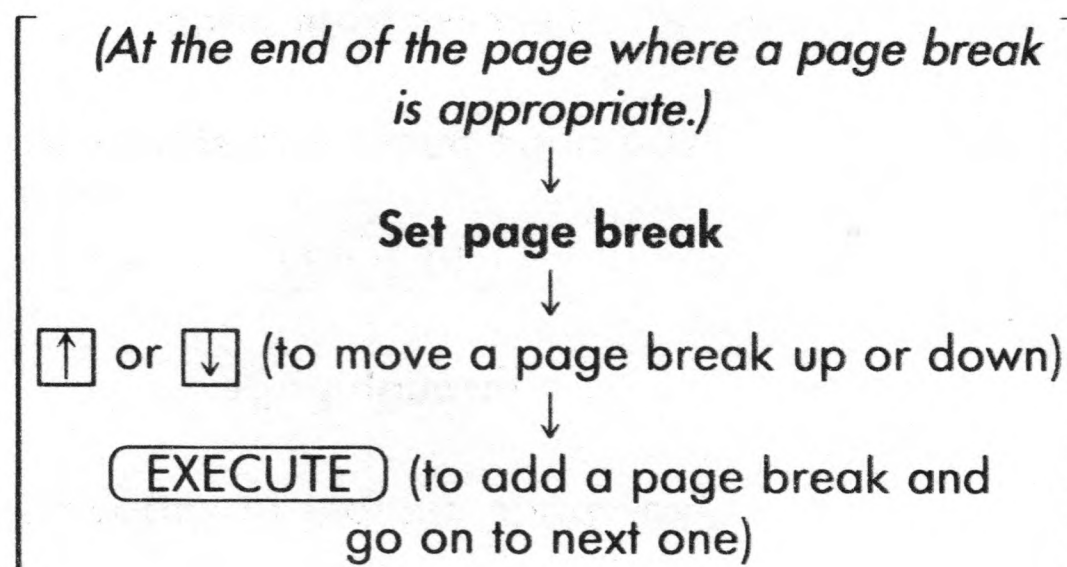 (At the end of the page where a page break
is appropriate.)
↓
Set page break
↓
↑ or ↓ (to move a page break up or down)
↓
EXECUTE (to add a page break and
go on to next one)